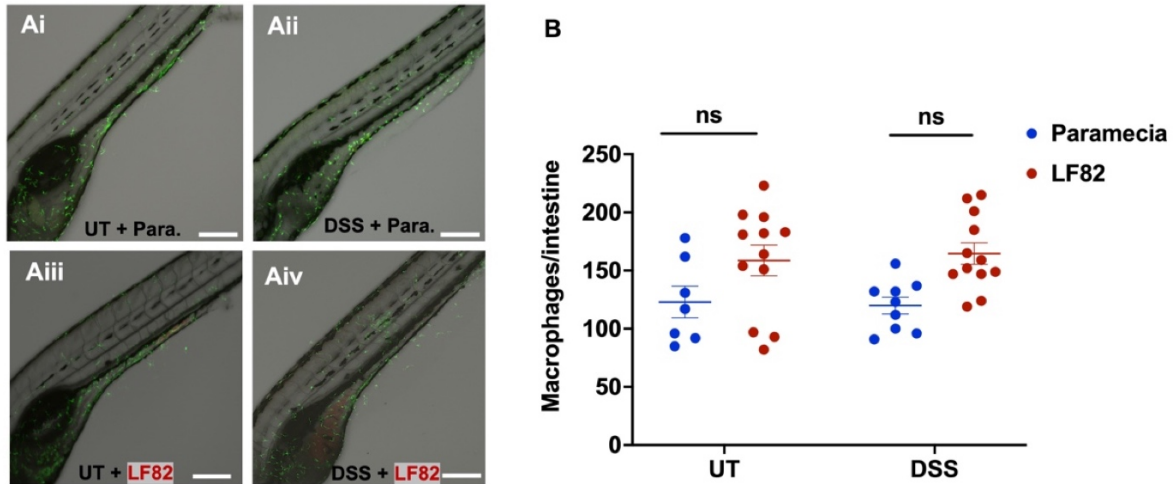 Ai
Aii
UT + Para.
DSS + Para.
Aiii
Aiv
UT + LF82
DSS + LF82
B
ns
ns
Paramecia
LF82
Macrophages/intestine
250
200
150
100
50
0
UT
DSS